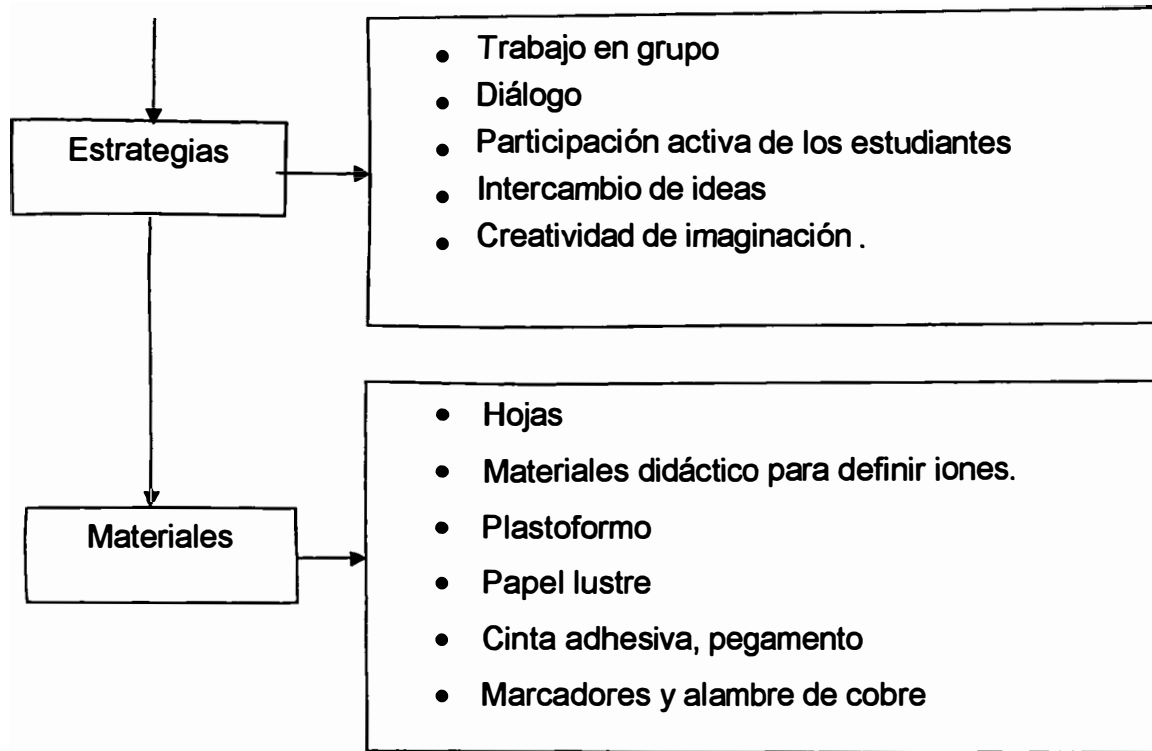 Estrategias
• Trabajo en grupo
• Diálogo
• Participación activa de los estudiantes
• Intercambio de ideas
• Creatividad de imaginación .
Materiales
• Hojas
• Materiales didáctico para definir iones.
• Plastoformo
• Papel lustre
• Cinta adhesiva, pegamento
• Marcadores y alambre de cobre